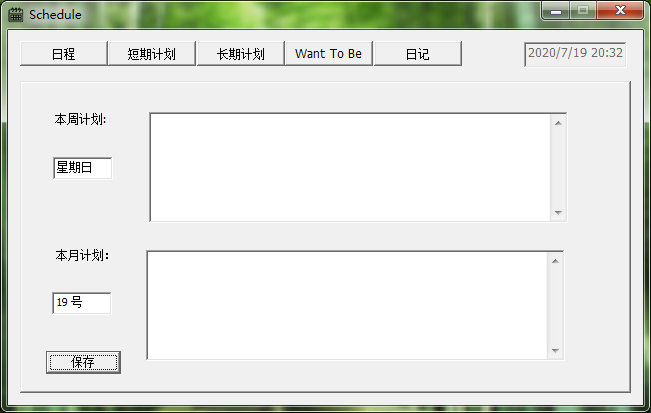 Schedule
日程 短期计划 长期计划 Want To Be 日记 2020/7/19 20:32
本周计划:
星期日
本月计划:
19 号
保存